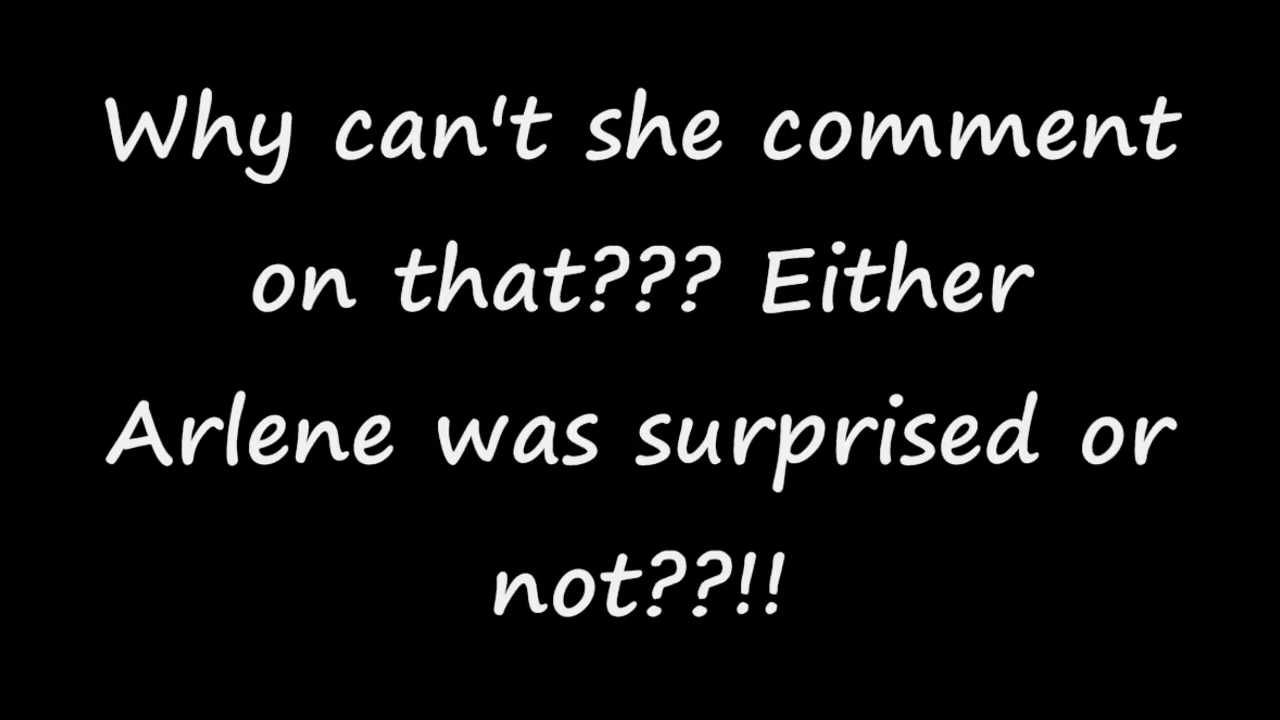 Why can't she comment
on that??? Either
Arlene was surprised or
not??!!